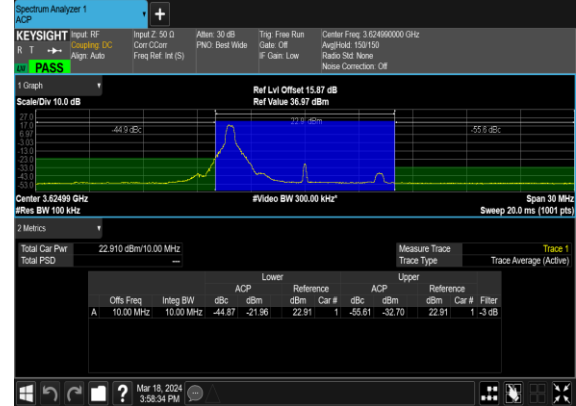 Spectrum Analyzer 1
ACP
+
KEYSIGHT Input: RF Input Z: 50 Ω Atten: 30 dB Trig: Free Run Center Freq: 3.624990000 GHz
R T Coupling: DC Corr CCorr PNO: Best Wide Gate: Off Avg|Hold: 150/150
Align: Auto Freq Ref: Int (S) IF Gain: Low Radio Std: None
LXI PASS Noise Correction: Off
1 Graph Ref Lvl Offset 15.87 dB
Scale/Div 10.0 dB Ref Value 36.97 dBm
27.0 22.9 dBm
17.0 -44.9 dBc -55.6 dBc
6.97
-3.03
-13.0
-23.0
-33.0
-43.0
-53.0
Center 3.62499 GHz #Video BW 300.00 kHz* Span 30 MHz
#Res BW 100 kHz Sweep 20.0 ms (1001 pts)
2 Metrics
Total Car Pwr 22.910 dBm/10.00 MHz Measure Trace Trace 1
Total PSD --- Trace Type Trace Average (Active)
Lower Upper
ACP Reference ACP Reference
Offs Freq Integ BW dBc dBm dBm Car # dBc dBm dBm Car # Filter
A 10.00 MHz 10.00 MHz -44.87 -21.96 22.91 1 -55.61 -32.70 22.91 1 -3 dB
? Mar 18, 2024
3:58:34 PM